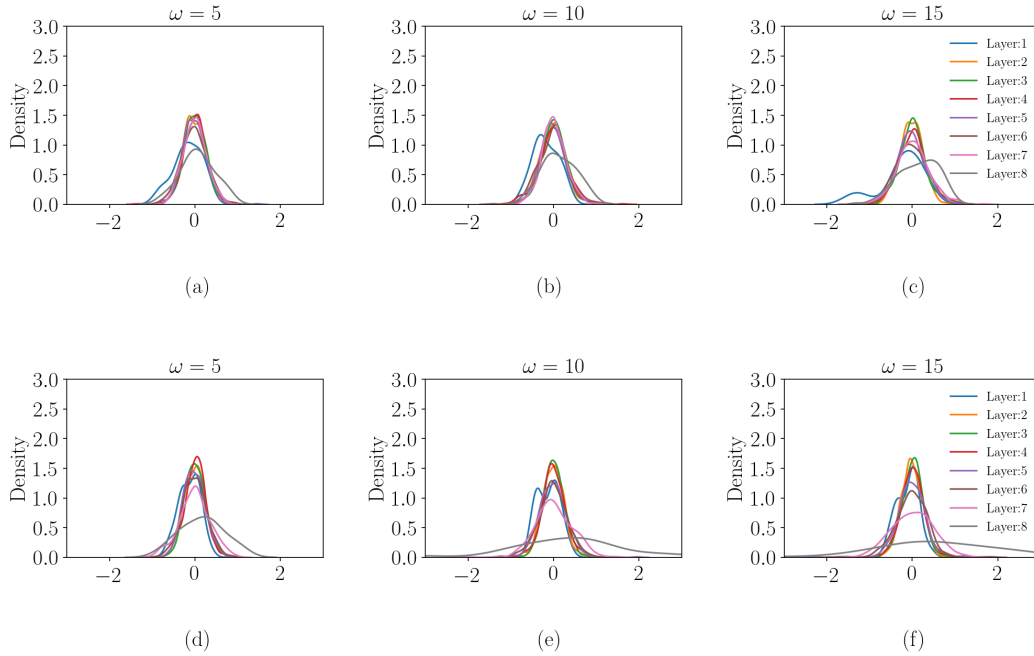 ω = 5
3.0
2.5
2.0
1.5
1.0
0.5
0.0
Density
−2 0 2
(a)
ω = 10
3.0
2.5
2.0
1.5
1.0
0.5
0.0
Density
−2 0 2
(b)
ω = 15
3.0
2.5
2.0
1.5
1.0
0.5
0.0
Density
Layer:1
Layer:2
Layer:3
Layer:4
Layer:5
Layer:6
Layer:7
Layer:8
−2 0 2
(c)
ω = 5
3.0
2.5
2.0
1.5
1.0
0.5
0.0
Density
−2 0 2
(d)
ω = 10
3.0
2.5
2.0
1.5
1.0
0.5
0.0
Density
−2 0 2
(e)
ω = 15
3.0
2.5
2.0
1.5
1.0
0.5
0.0
Density
Layer:1
Layer:2
Layer:3
Layer:4
Layer:5
Layer:6
Layer:7
Layer:8
−2 0 2
(f)